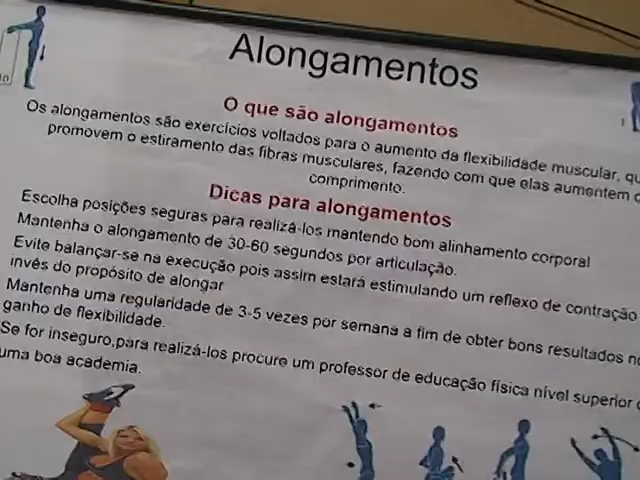 Alongamentos
O que são alongamentos
Os alongamentos são exercícios voltados para o aumento da flexibilidade muscular, qu
promovem o estiramento das fibras musculares, fazendo com que elas aumentem o
comprimento.
Dicas para alongamentos
Escolha posições seguras para realizá-los mantendo bom alinhamento corporal
Mantenha o alongamento de 30-60 segundos por articulação.
Evite balançar-se na execução pois assim estará estimulando um reflexo de contração
invés do propósito de alongar
Mantenha uma regularidade de 3-5 vezes por semana a fim de obter bons resultados no
ganho de flexibilidade.
Se for inseguro,para realizá-los procure um professor de educação física nível superior
uma boa academia.